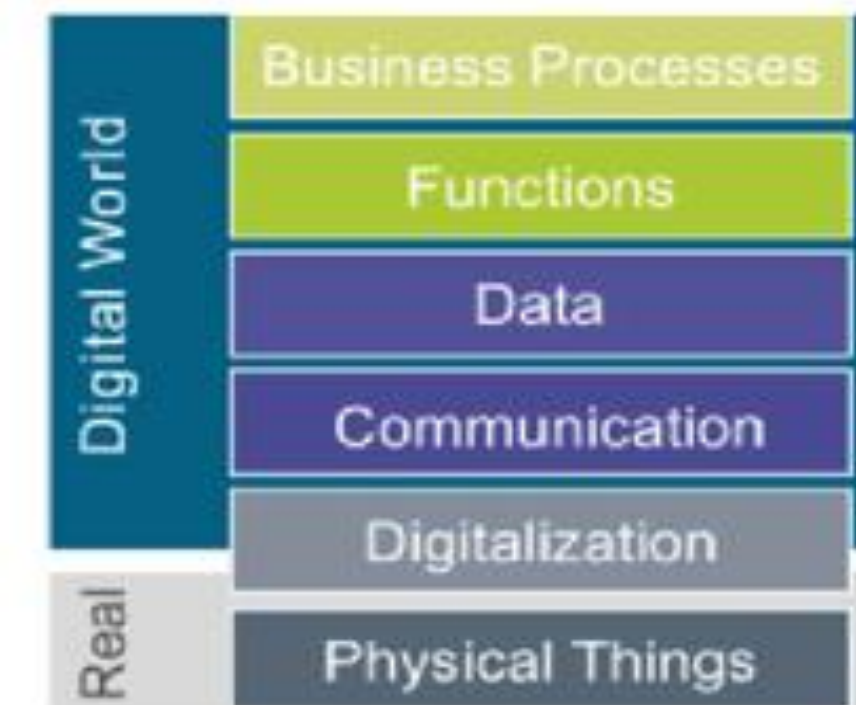 Digital World
Business Processes
Functions
Data
Communication
Digitalization
Real
Physical Things